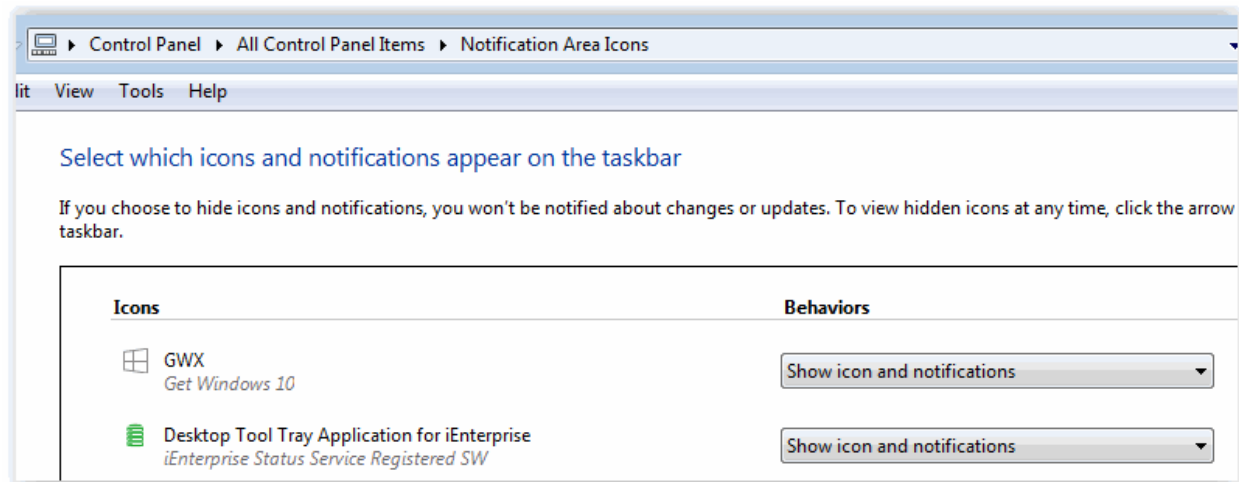 Control Panel ▸ All Control Panel Items ▸ Notification Area Icons
lit View Tools Help
Select which icons and notifications appear on the taskbar
If you choose to hide icons and notifications, you won't be notified about changes or updates. To view hidden icons at any time, click the arrow
taskbar.
Icons Behaviors
GWX
Get Windows 10
Show icon and notifications
Desktop Tool Tray Application for iEnterprise
iEnterprise Status Service Registered SW
Show icon and notifications